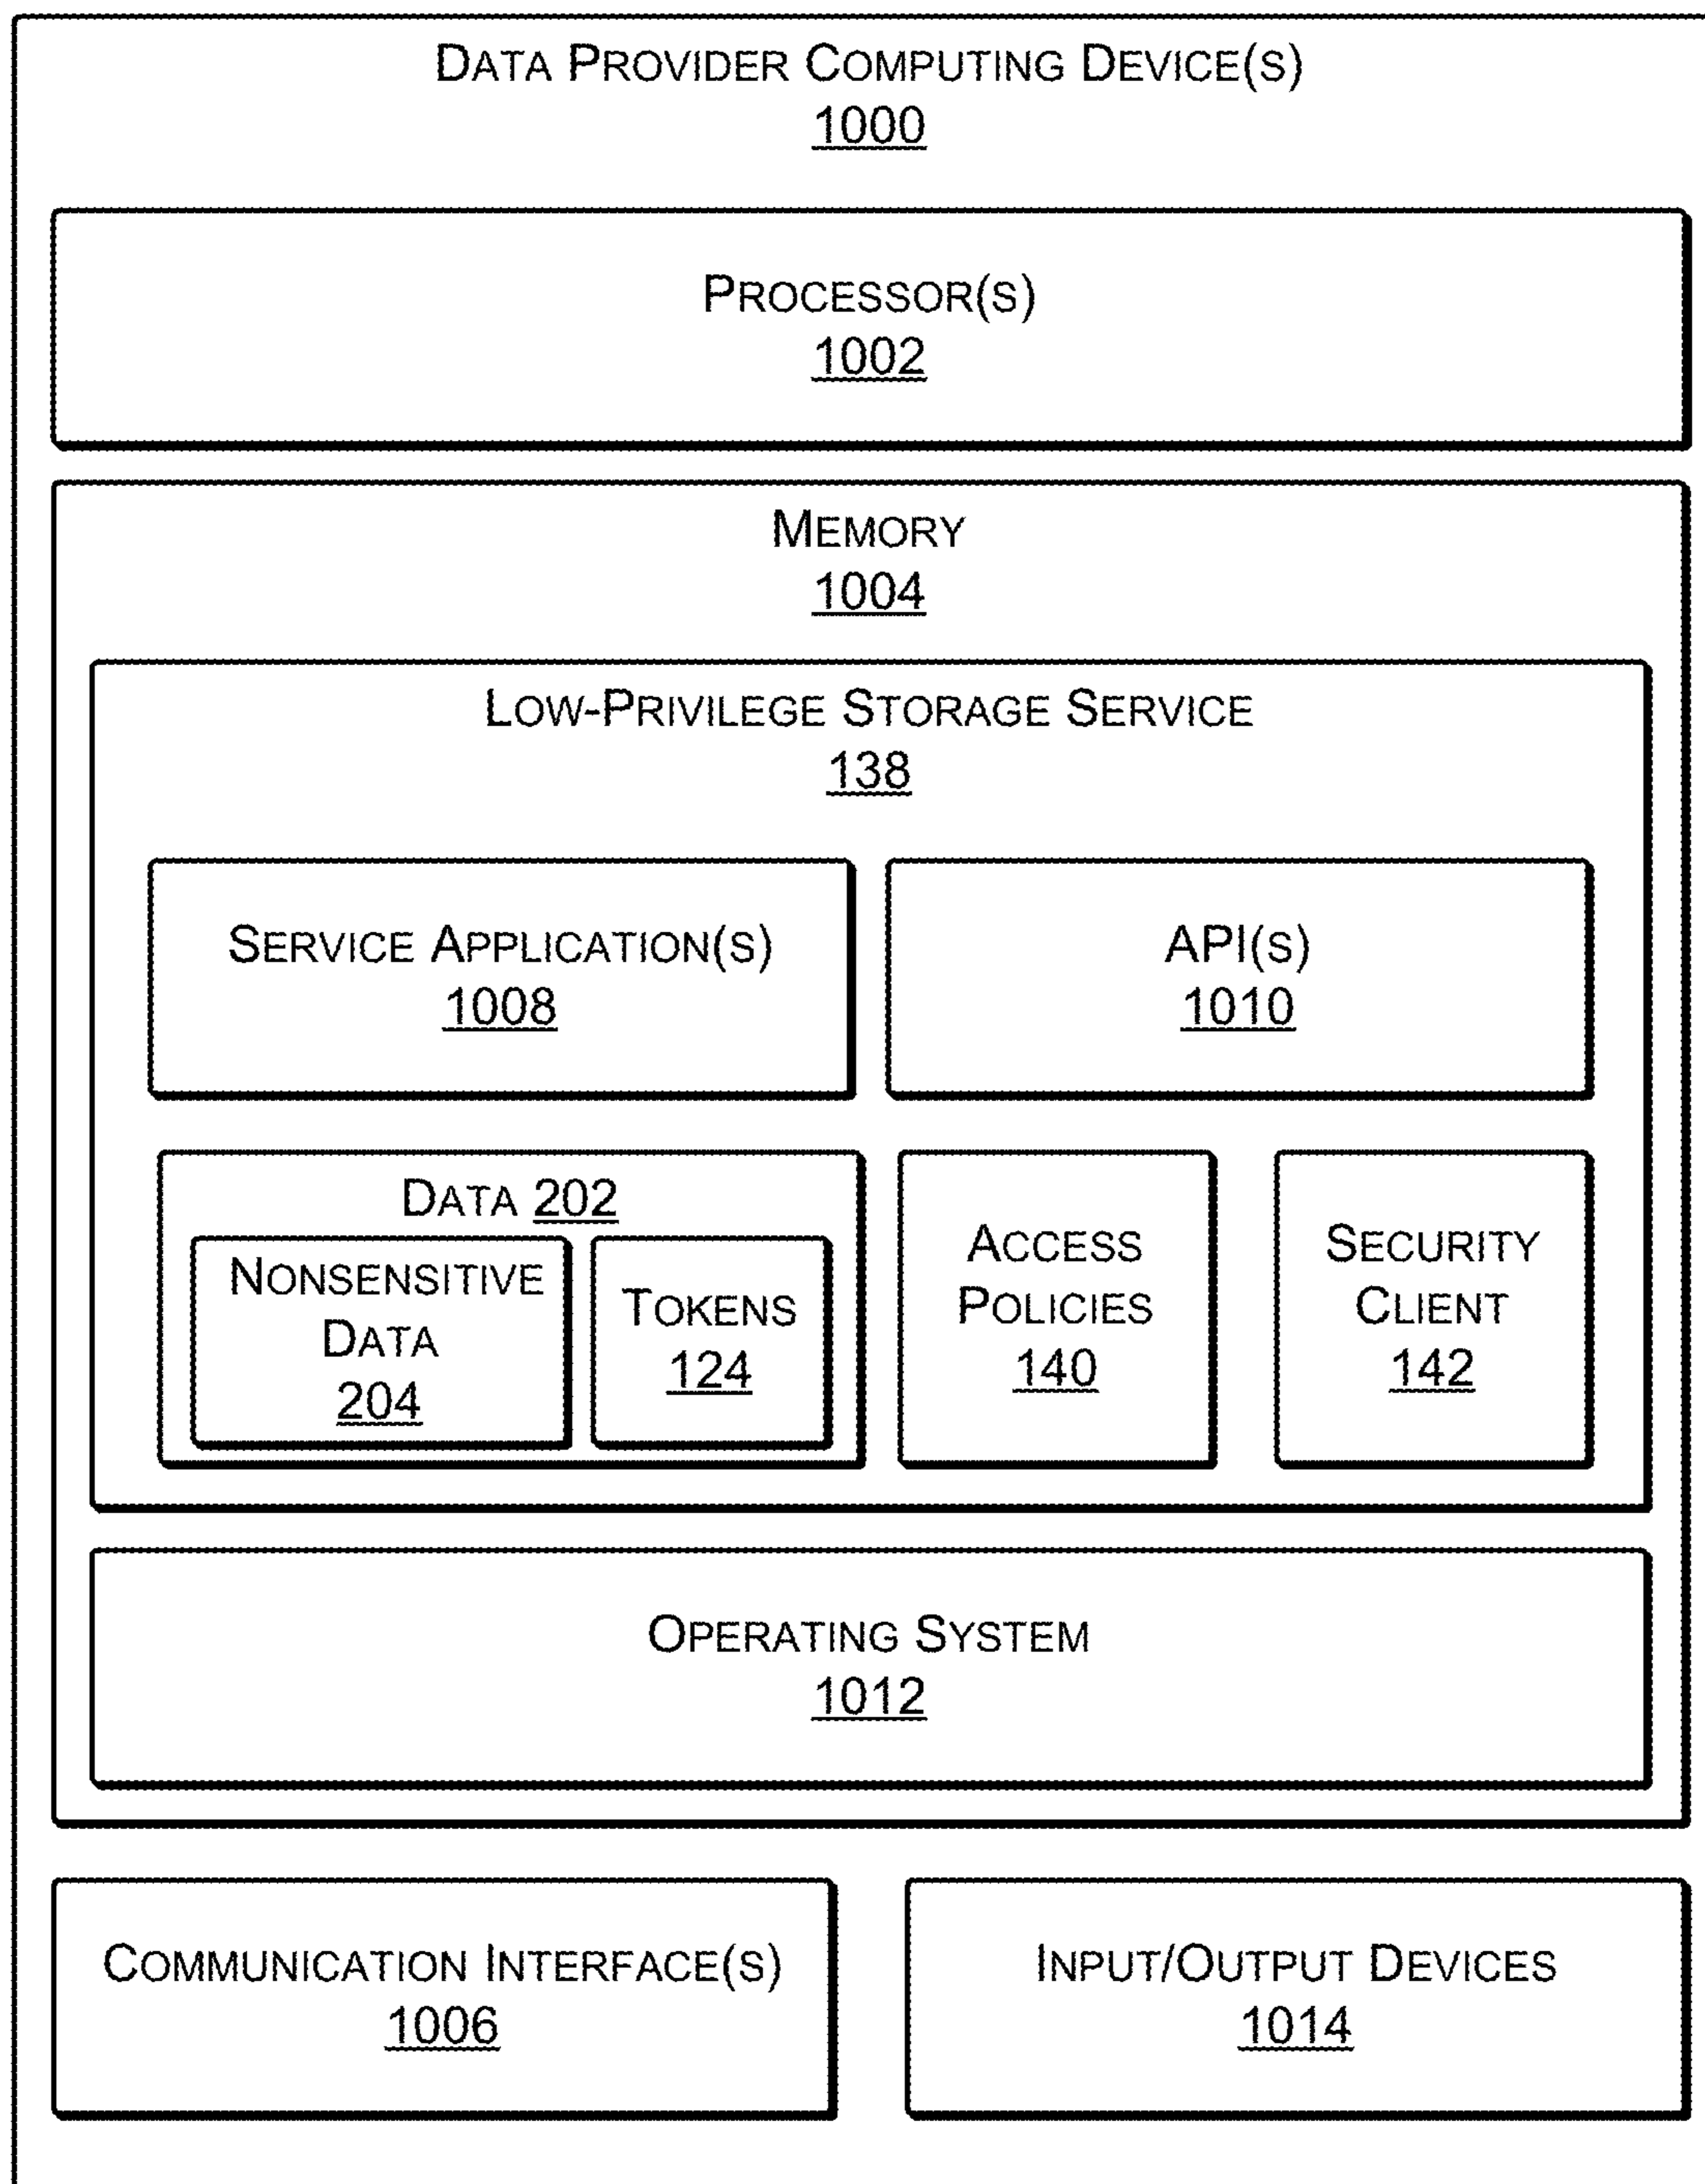 DATA PROVIDER COMPUTING DEVICE(S)
1000
PROCESSOR(S)
1002
MEMORY
1004
LOW-PRIVILEGE STORAGE SERVICE
138
SERVICE APPLICATION(S)
1008
API(S)
1010
DATA 202
NONSENSITIVE
DATA
204
TOKENS
124
ACCESS
POLICIES
140
SECURITY
CLIENT
142
OPERATING SYSTEM
1012
COMMUNICATION INTERFACE(S)
1006
INPUT/OUTPUT DEVICES
1014